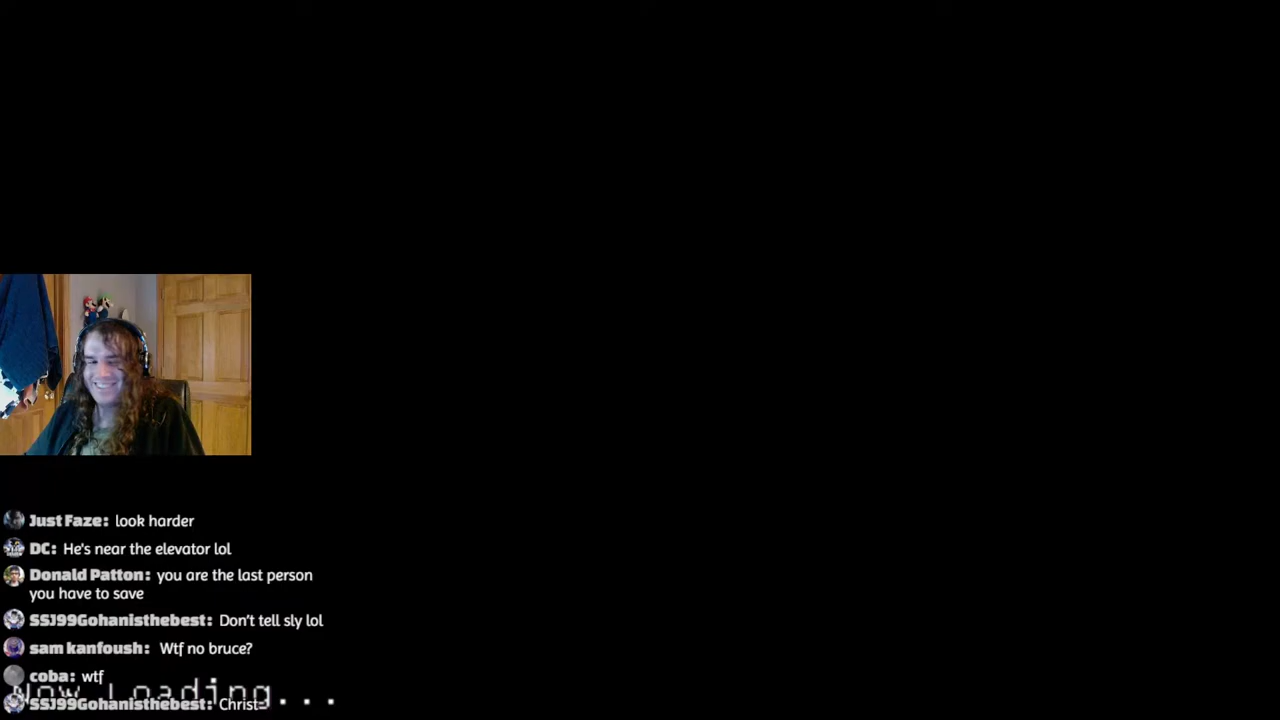 Just Faze: look harder
DC: He's near the elevator lol
Donald Patton: you are the last person
you have to save
SSJ99Gohanisthebest: Don't tell sly lol
sam kanfoush: Wtf no bruce?
coba: wtf
Now Loading...
SSJ99Gohanisthebest: Christ